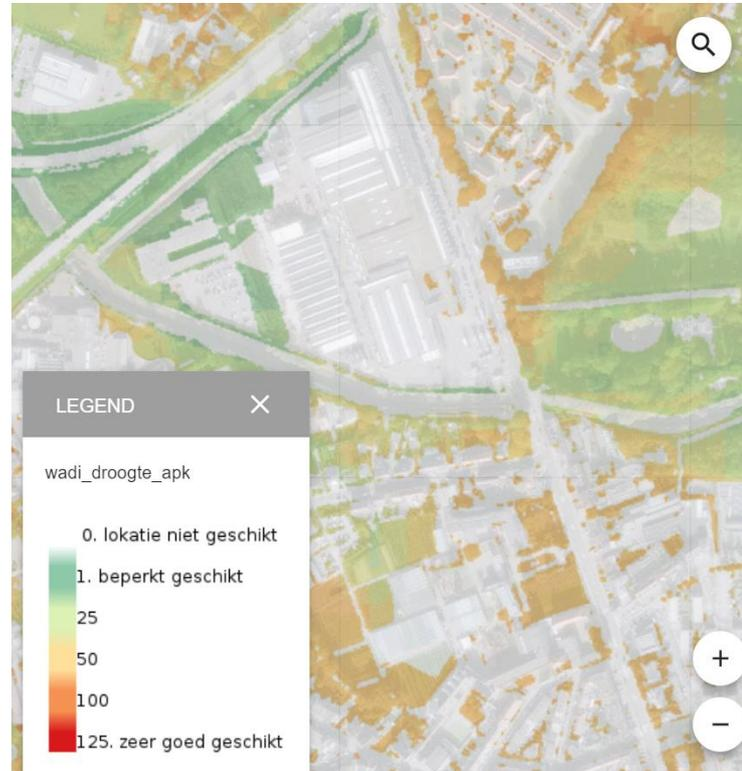 LEGEND
wadi_droogte_apk
0. lokatie niet geschikt
1. beperkt geschikt
25
50
100
125. zeer goed geschikt